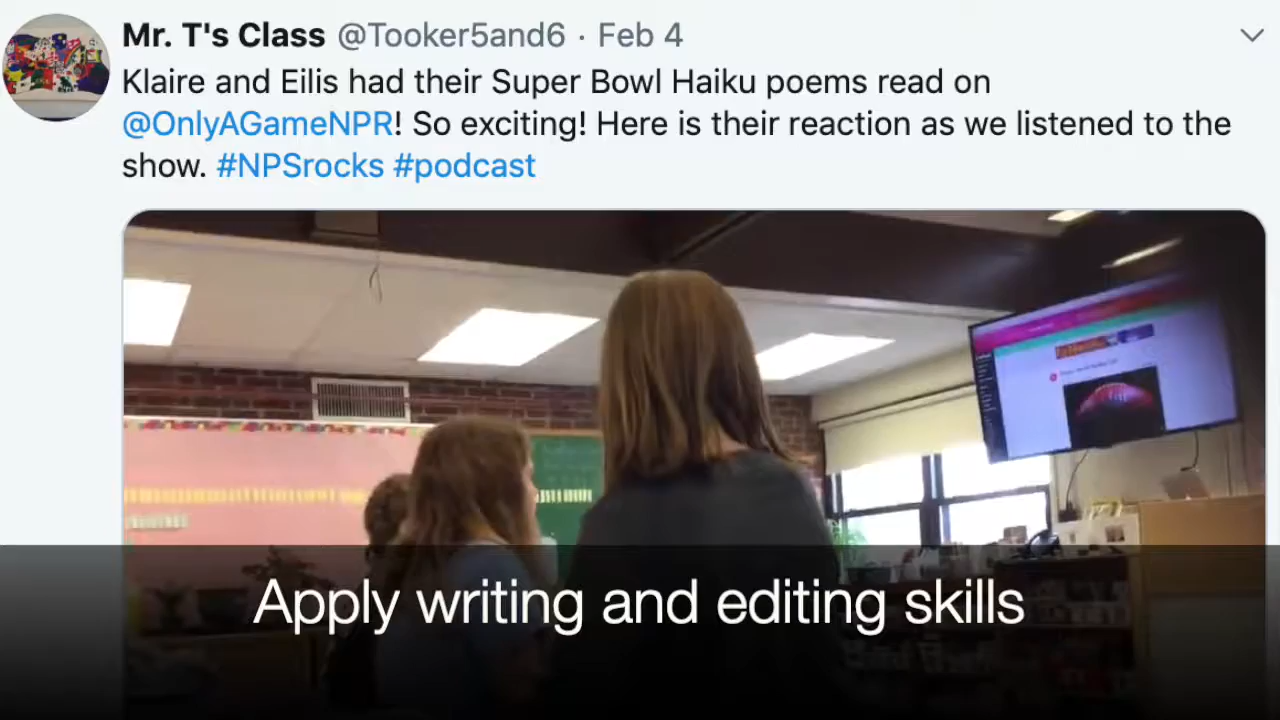 Mr. T's Class @Tooker5and6 · Feb 4
Klaire and Eilis had their Super Bowl Haiku poems read on
@OnlyAGameNPR! So exciting! Here is their reaction as we listened to the
show. #NPSrocks #podcast
Apply writing and editing skills